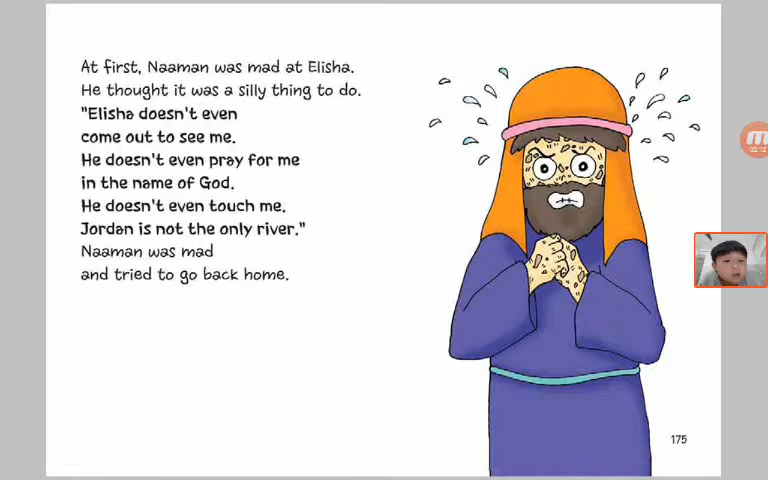 At first, Naaman was mad at Elisha.
He thought it was a silly thing to do.
"Elisha doesn't even
come out to see me.
He doesn't even pray for me
in the name of God.
He doesn't even touch me.
Jordan is not the only river."
Naaman was mad
and tried to go back home.
175
M
02:12